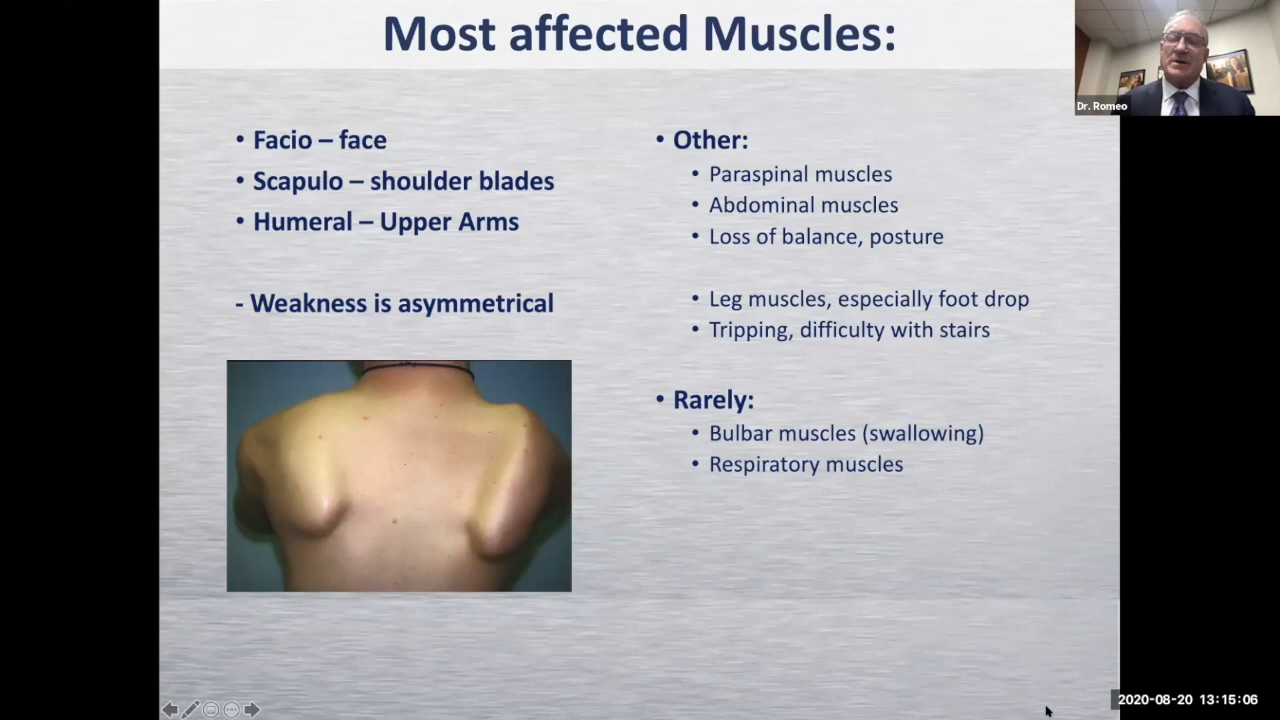 Most affected Muscles:
• Facio – face
• Scapulo – shoulder blades
• Humeral – Upper Arms
- Weakness is asymmetrical
• Other:
• Paraspinal muscles
• Abdominal muscles
• Loss of balance, posture
• Leg muscles, especially foot drop
• Tripping, difficulty with stairs
• Rarely:
• Bulbar muscles (swallowing)
• Respiratory muscles
Dr. Romeo
2020-08-20 13:15:06